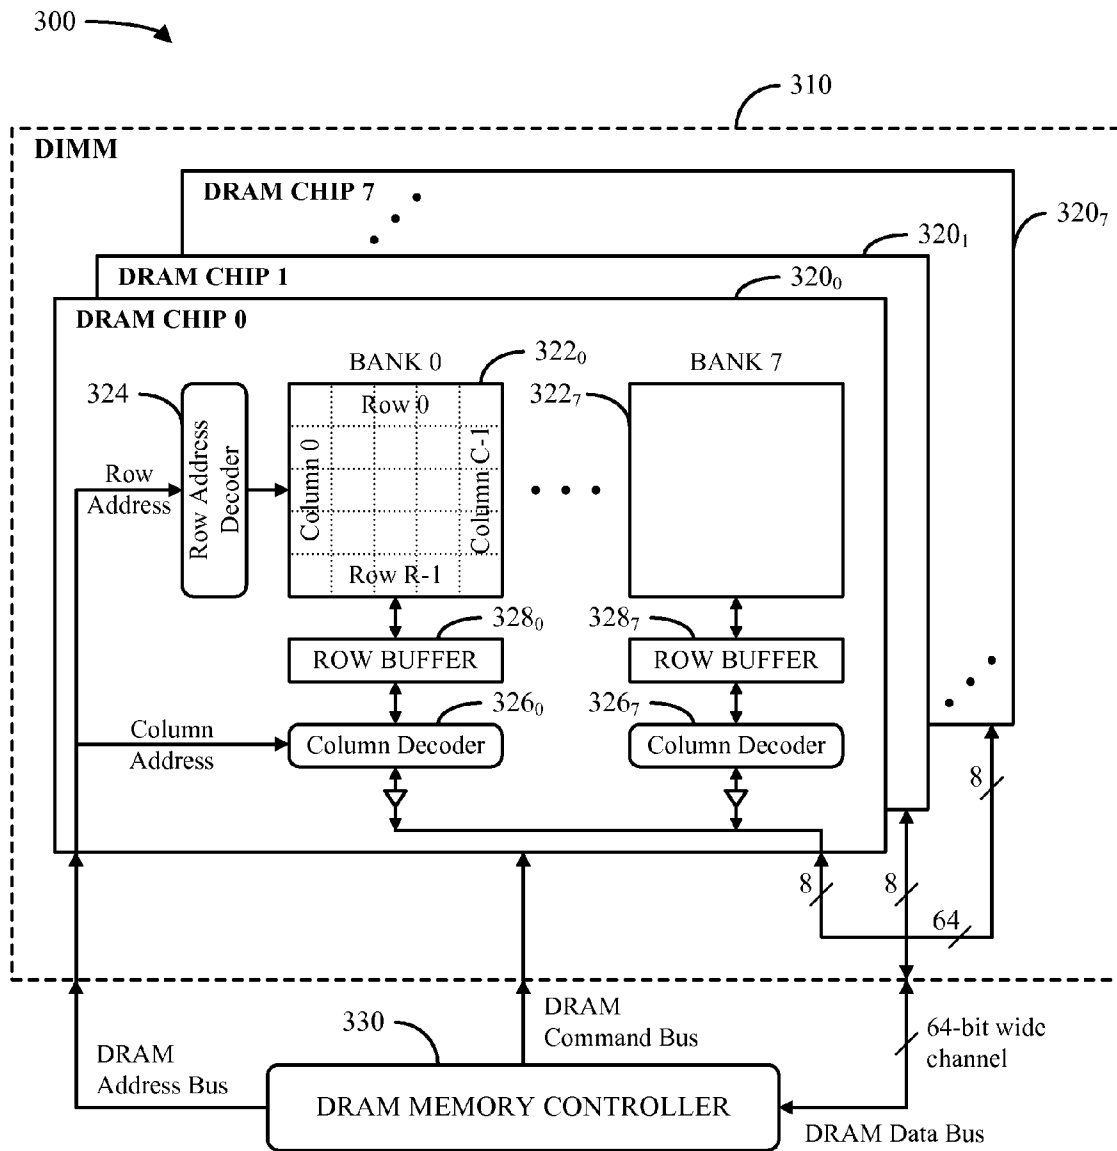 300
310
DIMM
DRAM CHIP 7
320₇
320₁
DRAM CHIP 1
320₀
DRAM CHIP 0
BANK 0
322₀
BANK 7
324
322₇
Row 0
Row Address
Decoder
Column 0
Column C-1
Row
Address
Row R-1
328₀
328₇
ROW BUFFER
ROW BUFFER
326₀
326₇
Column
Address
Column Decoder
Column Decoder
8
8
8
64
330
DRAM
Command Bus
64-bit wide
channel
DRAM
Address Bus
DRAM MEMORY CONTROLLER
DRAM Data Bus